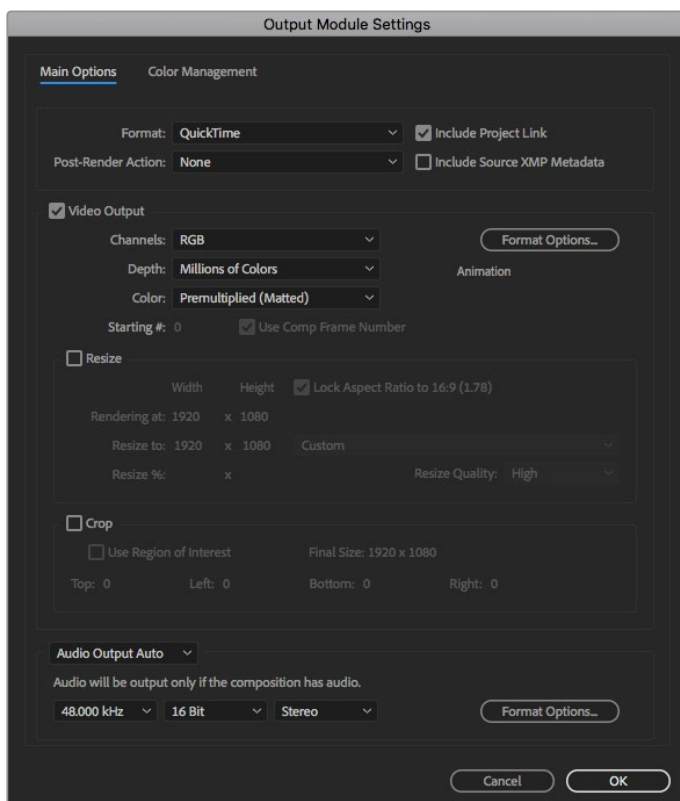 Output Module Settings
Main Options Color Management
Format: QuickTime Include Project Link
Post-Render Action: None Include Source XMP Metadata
Video Output
Channels: RGB Format Options...
Depth: Millions of Colors Animation
Color: Premultiplied (Matted)
Starting #: 0 Use Comp Frame Number
Resize
Width Height Lock Aspect Ratio to 16:9 (1.78)
Rendering at: 1920 x 1080
Resize to: 1920 x 1080 Custom
Resize %: x Resize Quality: High
Crop
Use Region of Interest Final Size: 1920 x 1080
Top: 0 Left: 0 Bottom: 0 Right: 0
Audio Output Auto
Audio will be output only if the composition has audio.
48.000 kHz 16 Bit Stereo Format Options...
Cancel OK